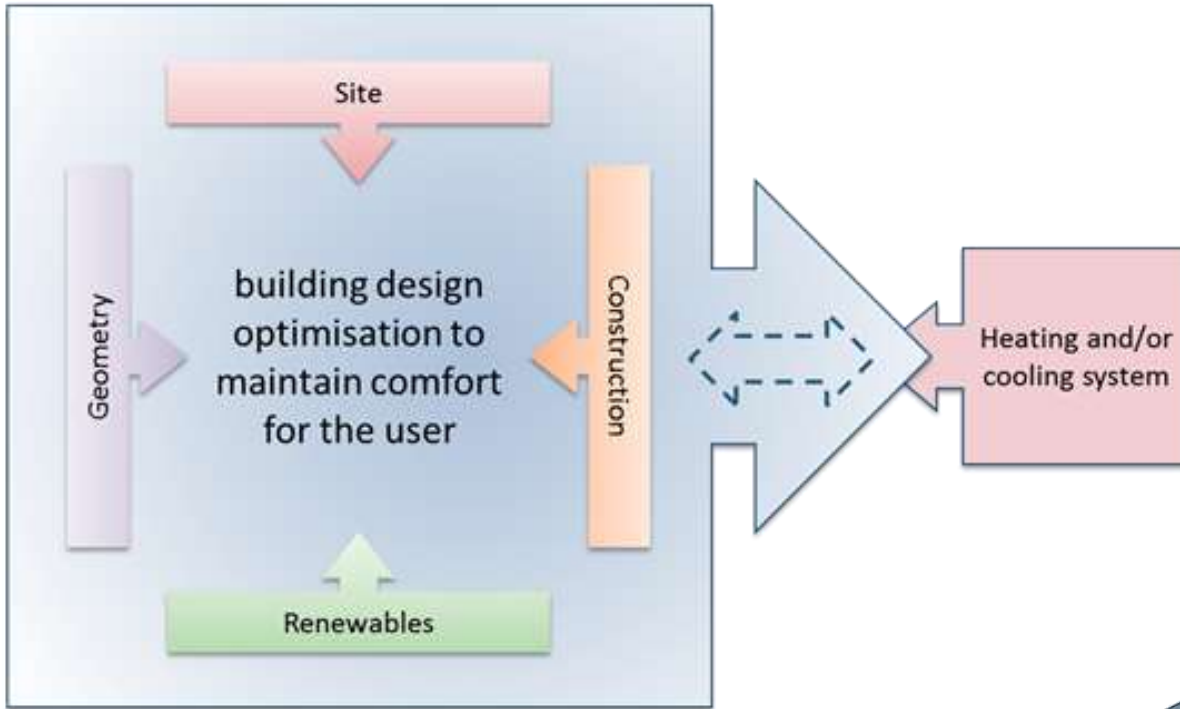 Site
Geometry
building design
optimisation to
maintain comfort
for the user
Construction
Renewables
Heating and/or
cooling system